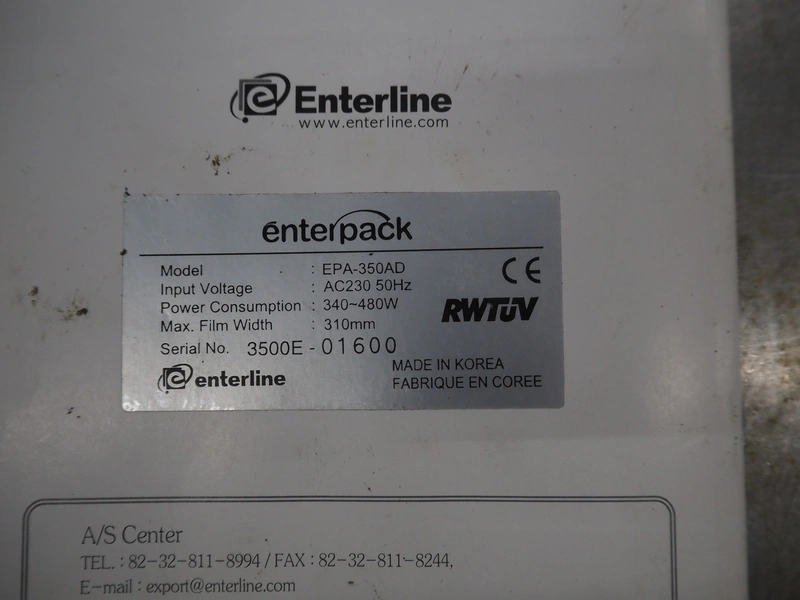 Enterline
www.enterline.com
enterpack
Model : EPA-350AD
Input Voltage : AC230 50Hz
Power Consumption : 340~480W
Max. Film Width : 310mm
Serial No. 3500E - 01600
CE
RWTÜV
enterline
MADE IN KOREA
FABRIQUE EN COREE
A/S Center
TEL. : 82-32-811-8994 / FAX : 82-32-811-8244,
E-mail : export@enterline.com